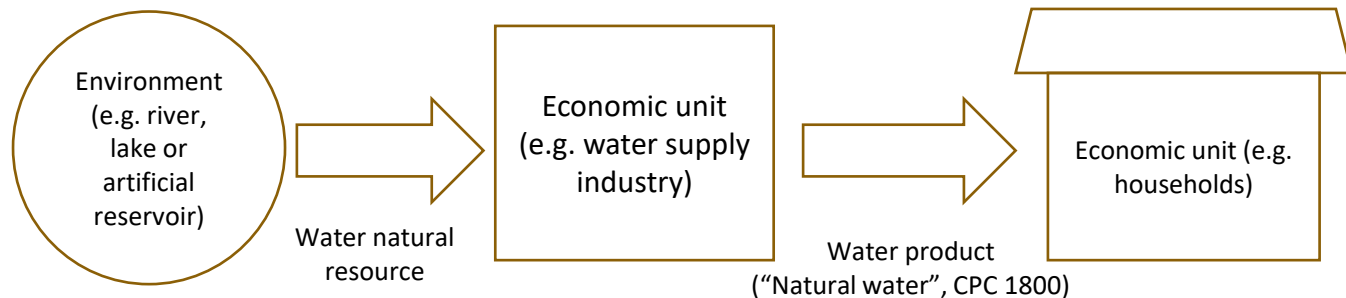 Environment
(e.g. river,
lake or
artificial
reservoir)
Water natural
resource
Economic unit
(e.g. water supply
industry)
Water product
(“Natural water”, CPC 1800)
Economic unit (e.g.
households)